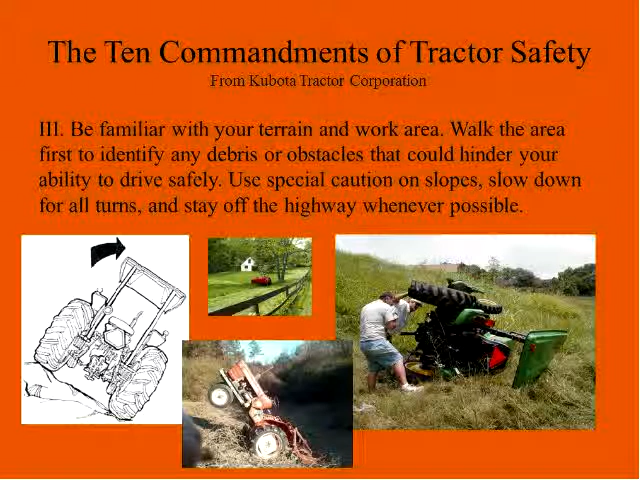 The Ten Commandments of Tractor Safety
From Kubota Tractor Corporation
III. Be familiar with your terrain and work area. Walk the area
first to identify any debris or obstacles that could hinder your
ability to drive safely. Use special caution on slopes, slow down
for all turns, and stay off the highway whenever possible.